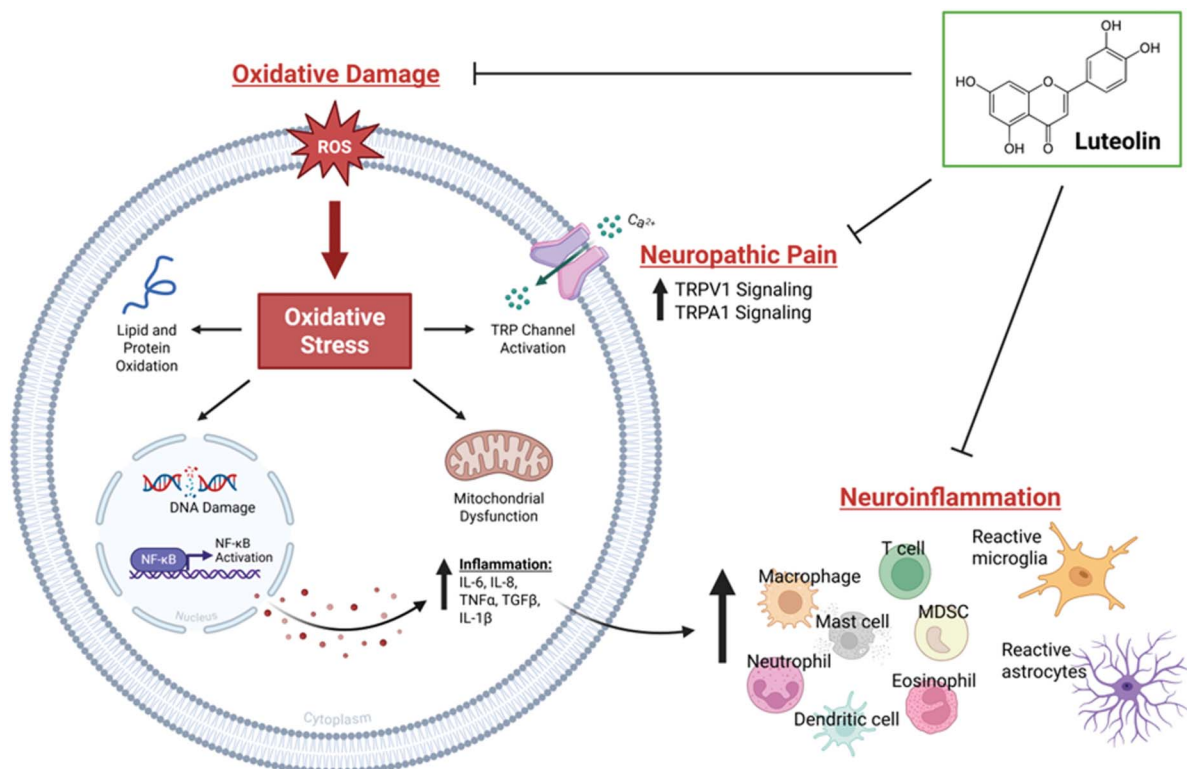 Oxidative Damage
ROS
OH
OH
HO
O
OH
O
Luteolin
Ca²⁺
Neuropathic Pain
TRPV1 Signaling
TRPA1 Signaling
Oxidative
Stress
Lipid and
Protein
Oxidation
TRP Channel
Activation
DNA Damage
NF-κB
NF-κB
Activation
Nucleus
Mitochondrial
Dysfunction
Inflammation:
IL-6, IL-8,
TNFα, TGFβ,
IL-1β
Cytoplasm
Neuroinflammation
Macrophage
T cell
Reactive
microglia
Mast cell
MDSC
Neutrophil
Eosinophil
Reactive
astrocytes
Dendritic cell